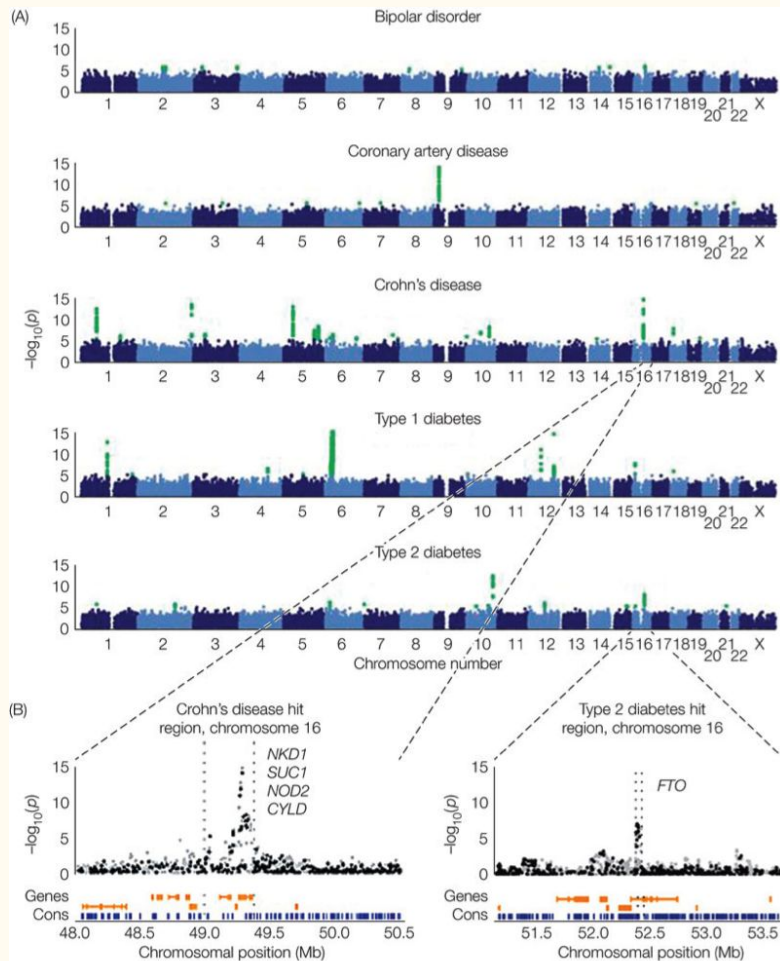 (A)
Bipolar disorder
15
10
5
0
1 2 3 4 5 6 7 8 9 10 11 12 13 14 15 16 17 18 19 20 21 22 X
Coronary artery disease
15
10
5
0
1 2 3 4 5 6 7 8 9 10 11 12 13 14 15 16 17 18 19 20 21 22 X
Crohn's disease
15
10
5
0
–log10(p)
1 2 3 4 5 6 7 8 9 10 11 12 13 14 15 16 17 18 19 20 21 22 X
Type 1 diabetes
15
10
5
0
1 2 3 4 5 6 7 8 9 10 11 12 13 14 15 16 17 18 19 20 21 22 X
Type 2 diabetes
15
10
5
0
1 2 3 4 5 6 7 8 9 10 11 12 13 14 15 16 17 18 19 20 21 22 X
Chromosome number
(B)
Crohn's disease hit
region, chromosome 16
NKD1
SUC1
NOD2
CYLD
15
10
5
0
–log10(p)
Genes
Cons
48.0 48.5 49.0 49.5 50.0 50.5
Chromosomal position (Mb)
Type 2 diabetes hit
region, chromosome 16
FTO
15
10
5
0
–log10(p)
Genes
Cons
51.5 52.0 52.5 53.0 53.5
Chromosomal position (Mb)